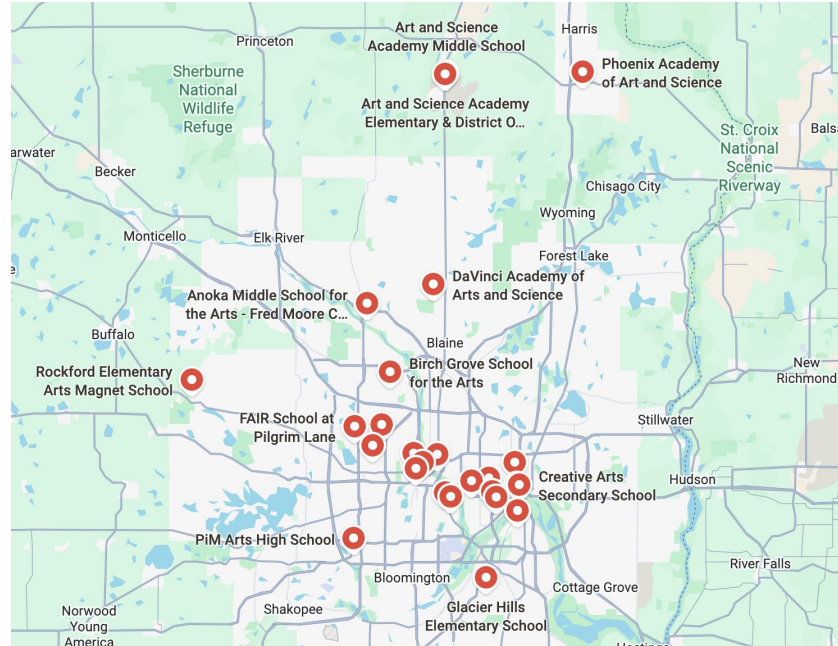 Art and Science
Academy Middle School
Harris
Princeton
Phoenix Academy
of Art and Science
Sherburne
National
Wildlife
Refuge
Art and Science Academy
Elementary & District O...
St. Croix
National
Scenic
Riverway
Bals
arwater
Becker
Chisago City
Wyoming
Monticello
Elk River
Forest Lake
e
DaVinci Academy of
Arts and Science
Anoka Middle School for
the Arts - Fred Moore C...
Buffalo
Blaine
Birch Grove School
for the Arts
New
Richmond
Rockford Elementary
Arts Magnet School
FAIR School at
Pilgrim Lane
Stillwater
Creative Arts
Secondary School
Hudson
PiM Arts High School
River Falls
Bloomington
Cottage Grove
Glacier Hills
Elementary School
Shakopee
Norwood
Young
America
Hastings